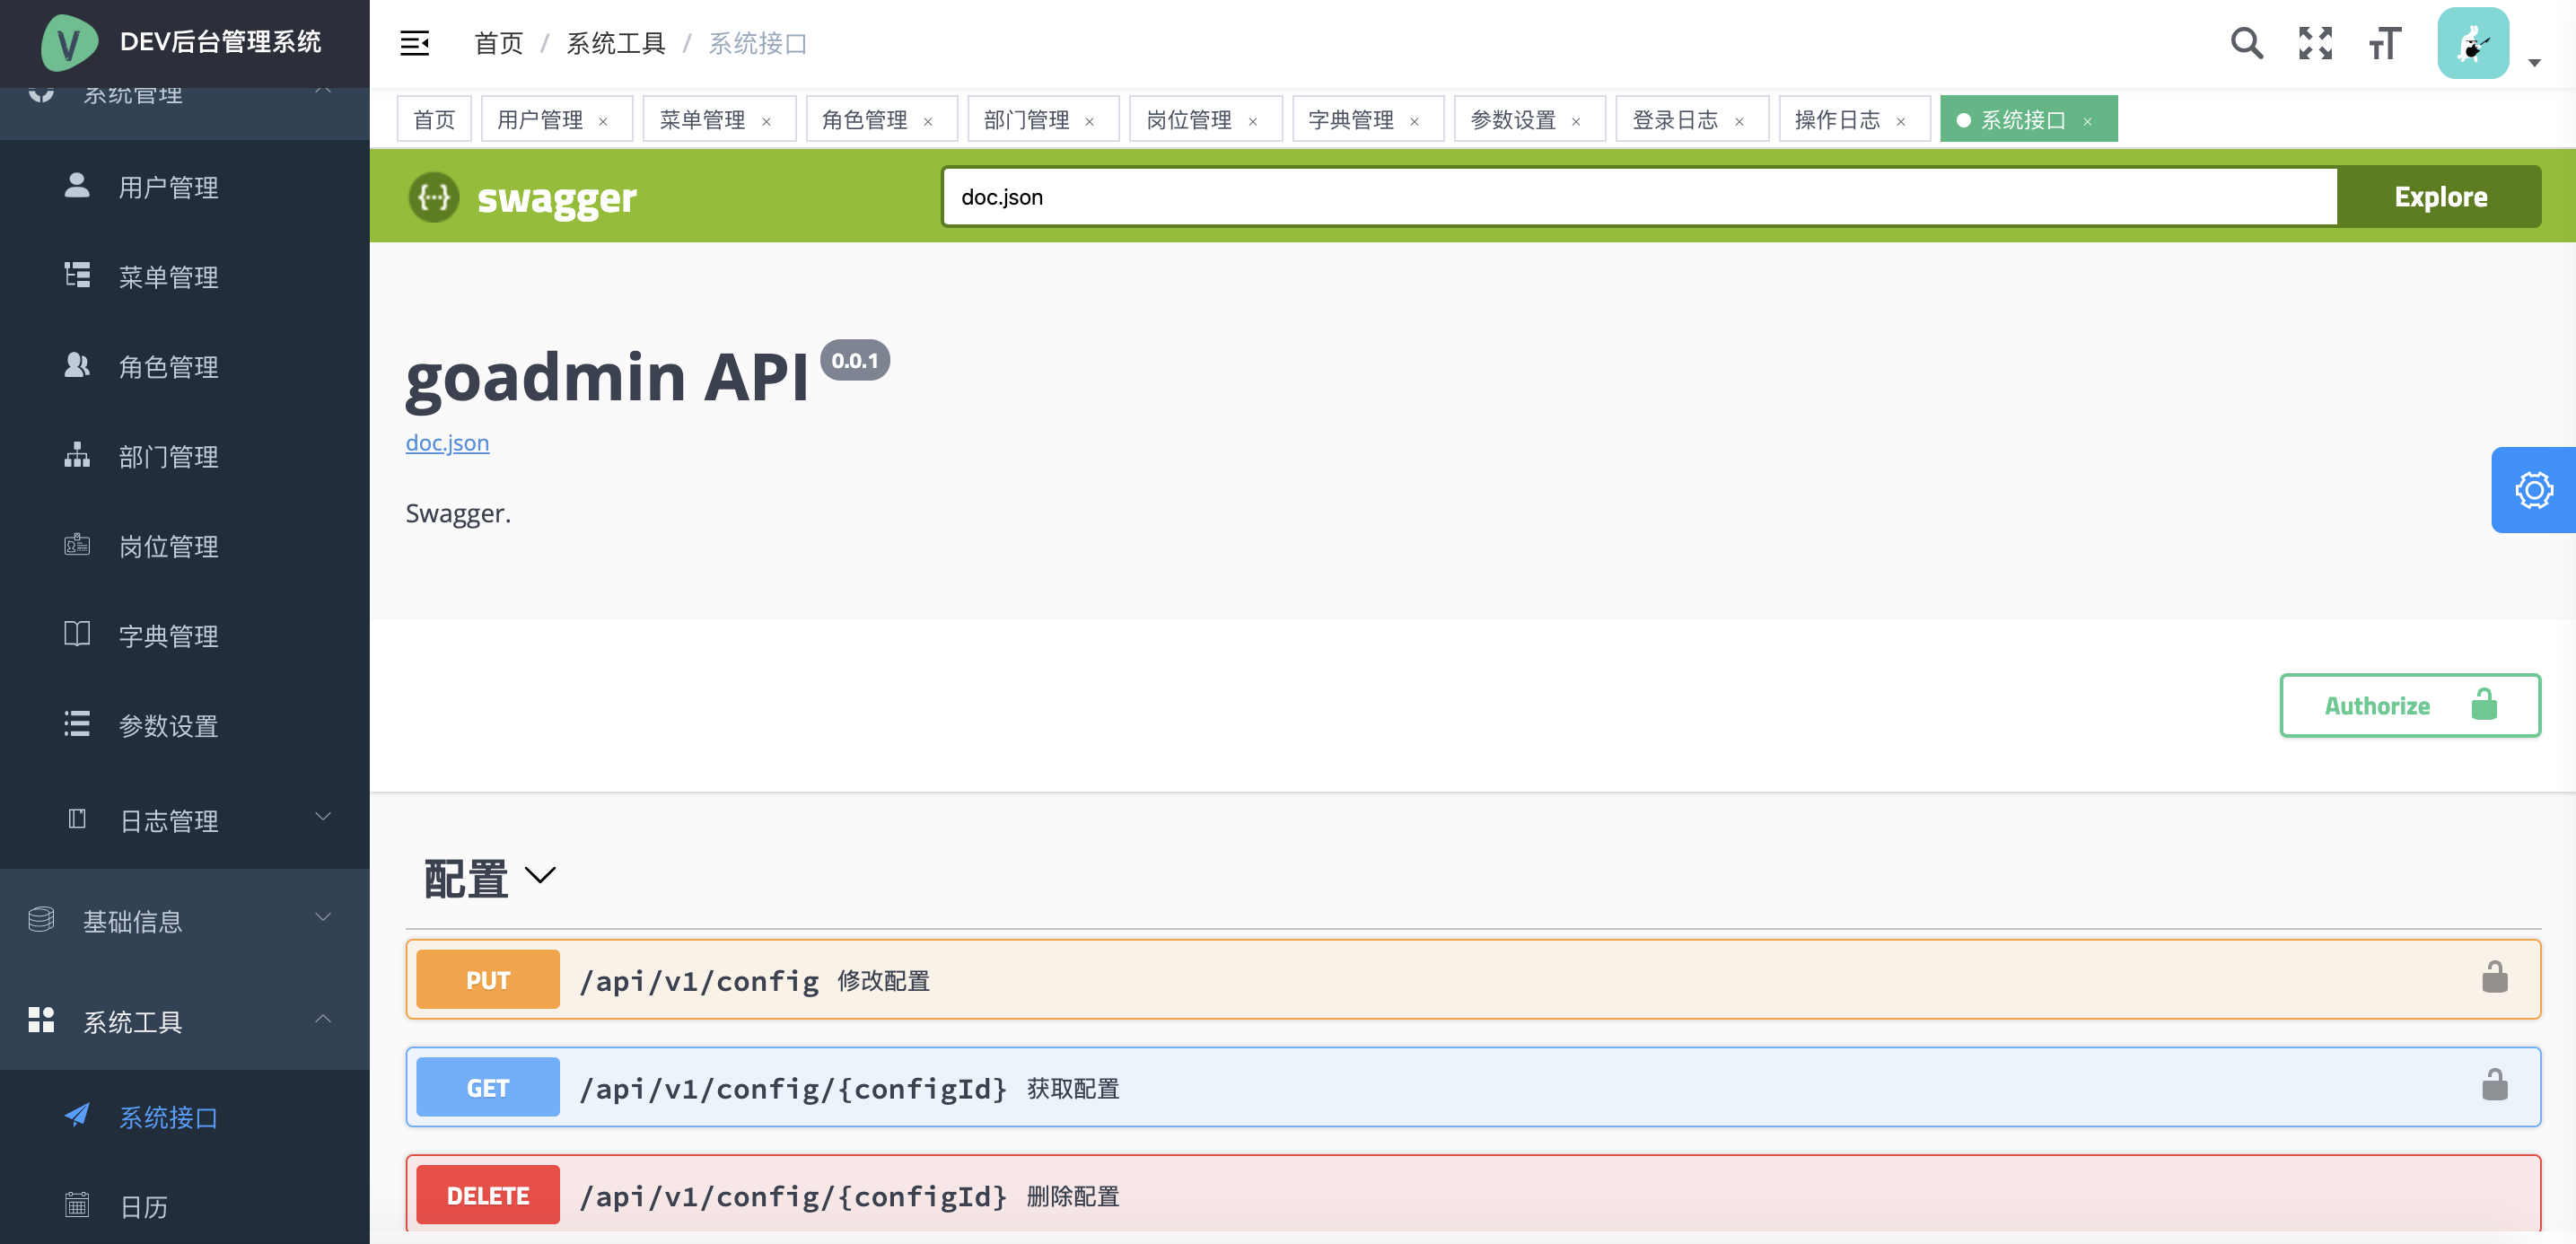 DEV后台管理系统
系统管理
用户管理
菜单管理
角色管理
部门管理
岗位管理
字典管理
参数设置
日志管理
基础信息
系统工具
系统接口
日历
首页 / 系统工具 / 系统接口
首页 用户管理 × 菜单管理 × 角色管理 × 部门管理 × 岗位管理 × 字典管理 × 参数设置 × 登录日志 × 操作日志 × 系统接口 ×
{···} swagger doc.json Explore
goadmin API 0.0.1
doc.json
Swagger.
Authorize
配置
PUT /api/v1/config 修改配置
GET /api/v1/config/{configId} 获取配置
DELETE /api/v1/config/{configId} 删除配置